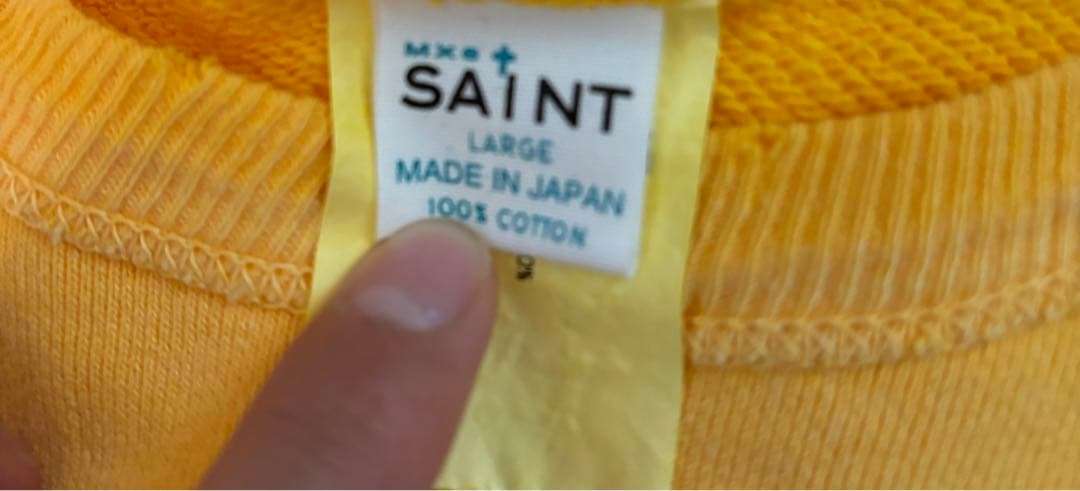 SAINT
LARGE
MADE IN JAPAN
100% COTTON